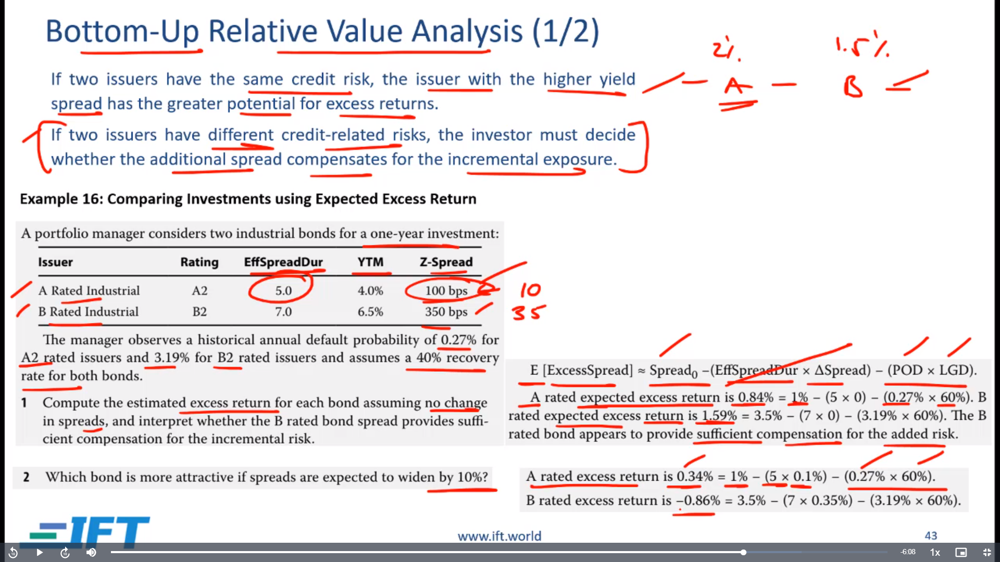 Bottom-Up Relative Value Analysis (1/2)
2%. 1.5%
A B
If two issuers have the same credit risk, the issuer with the higher yield
spread has the greater potential for excess returns.
If two issuers have different credit-related risks, the investor must decide
whether the additional spread compensates for the incremental exposure.
Example 16: Comparing Investments using Expected Excess Return
A portfolio manager considers two industrial bonds for a one-year investment:
Issuer Rating EffSpreadDur YTM Z-Spread
A Rated Industrial A2 5.0 4.0% 100 bps 10
B Rated Industrial B2 7.0 6.5% 350 bps 35
The manager observes a historical annual default probability of 0.27% for
A2 rated issuers and 3.19% for B2 rated issuers and assumes a 40% recovery
rate for both bonds.
1 Compute the estimated excess return for each bond assuming no change
in spreads, and interpret whether the B rated bond spread provides suffi-
cient compensation for the incremental risk.
E [ExcessSpread] ≈ Spread₀ –(EffSpreadDur × ΔSpread) – (POD × LGD).
A rated expected excess return is 0.84% = 1% – (5 × 0) – (0.27% × 60%). B
rated expected excess return is 1.59% = 3.5% – (7 × 0) – (3.19% × 60%). The B
rated bond appears to provide sufficient compensation for the added risk.
2 Which bond is more attractive if spreads are expected to widen by 10%?
A rated excess return is 0.34% = 1% – (5 × 0.1%) – (0.27% × 60%).
B rated excess return is –0.86% = 3.5% – (7 × 0.35%) – (3.19% × 60%).
IFT
www.ift.world
43
10
10
-6:08
1x